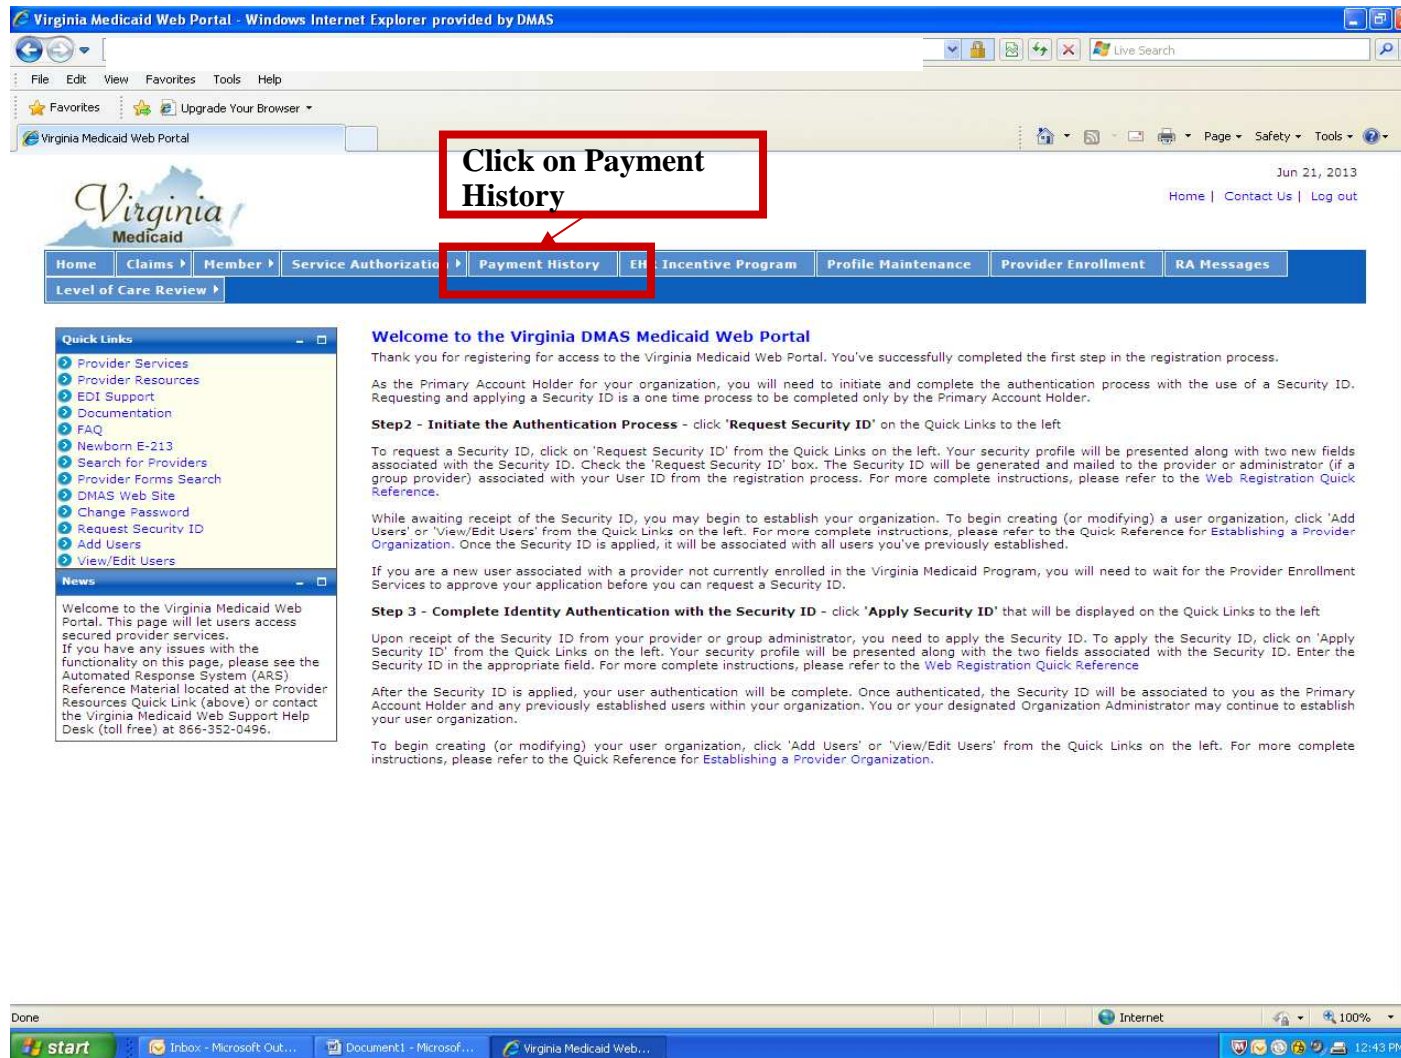 Virginia Medicaid Web Portal - Windows Internet Explorer provided by DMAS
Live Search
File Edit View Favorites Tools Help
Favorites Upgrade Your Browser
Virginia Medicaid Web Portal
Page Safety Tools
Click on Payment
History
Jun 21, 2013
Home | Contact Us | Log out
Virginia
Medicaid
Home Claims Member Service Authorization Payment History EHR Incentive Program Profile Maintenance Provider Enrollment RA Messages
Level of Care Review
Quick Links
Provider Services
Provider Resources
EDI Support
Documentation
FAQ
Newborn E-213
Search for Providers
Provider Forms Search
DMAS Web Site
Change Password
Request Security ID
Add Users
View/Edit Users
News
Welcome to the Virginia Medicaid Web
Portal. This page will let users access
secured provider services.
If you have any issues with the
functionality on this page, please see the
Automated Response System (ARS)
Reference Material located at the Provider
Resources Quick Link (above) or contact
the Virginia Medicaid Web Support Help
Desk (toll free) at 866-352-0496.
Welcome to the Virginia DMAS Medicaid Web Portal
Thank you for registering for access to the Virginia Medicaid Web Portal. You've successfully completed the first step in the registration process.
As the Primary Account Holder for your organization, you will need to initiate and complete the authentication process with the use of a Security ID.
Requesting and applying a Security ID is a one time process to be completed only by the Primary Account Holder.
Step2 - Initiate the Authentication Process - click 'Request Security ID' on the Quick Links to the left
To request a Security ID, click on 'Request Security ID' from the Quick Links on the left. Your security profile will be presented along with two new fields
associated with the Security ID. Check the 'Request Security ID' box. The Security ID will be generated and mailed to the provider or administrator (if a
group provider) associated with your User ID from the registration process. For more complete instructions, please refer to the Web Registration Quick
Reference.
While awaiting receipt of the Security ID, you may begin to establish your organization. To begin creating (or modifying) a user organization, click 'Add
Users' or 'View/Edit Users' from the Quick Links on the left. For more complete instructions, please refer to the Quick Reference for Establishing a Provider
Organization. Once the Security ID is applied, it will be associated with all users you've previously established.
If you are a new user associated with a provider not currently enrolled in the Virginia Medicaid Program, you will need to wait for the Provider Enrollment
Services to approve your application before you can request a Security ID.
Step 3 - Complete Identity Authentication with the Security ID - click 'Apply Security ID' that will be displayed on the Quick Links to the left
Upon receipt of the Security ID from your provider or group administrator, you need to apply the Security ID. To apply the Security ID, click on 'Apply
Security ID' from the Quick Links on the left. Your security profile will be presented along with the two fields associated with the Security ID. Enter the
Security ID in the appropriate field. For more complete instructions, please refer to the Web Registration Quick Reference
After the Security ID is applied, your user authentication will be complete. Once authenticated, the Security ID will be associated to you as the Primary
Account Holder and any previously established users within your organization. You or your designated Organization Administrator may continue to establish
your user organization.
To begin creating (or modifying) your user organization, click 'Add Users' or 'View/Edit Users' from the Quick Links on the left. For more complete
instructions, please refer to the Quick Reference for Establishing a Provider Organization.
Done Internet 100%
start Inbox - Microsoft Out... Document1 - Microsof... Virginia Medicaid Web... 12:43 PM